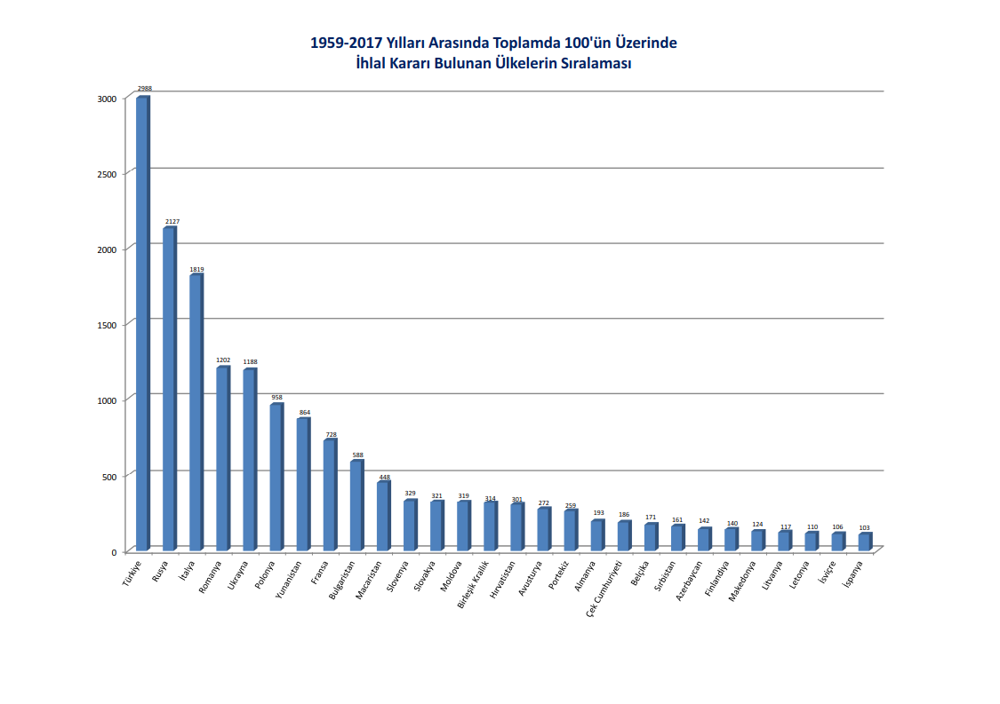 1959-2017 Yılları Arasında Toplamda 100'ün Üzerinde
İhlal Kararı Bulunan Ülkelerin Sıralaması
3000
2500
2000
1500
1000
500
0
2988
2127
1819
1202
1188
958
864
728
588
448
329
321
319
314
301
272
259
193
186
171
161
142
140
124
117
110
106
103
Türkiye
Rusya
İtalya
Romanya
Ukrayna
Polonya
Yunanistan
Fransa
Bulgaristan
Macaristan
Slovenya
Slovakya
Moldova
Birleşik Krallık
Hırvatistan
Avusturya
Portekiz
Almanya
Çek Cumhuriyeti
Belçika
Sırbistan
Azerbaycan
Finlandiya
Makedonya
Litvanya
Letonya
İsviçre
İspanya